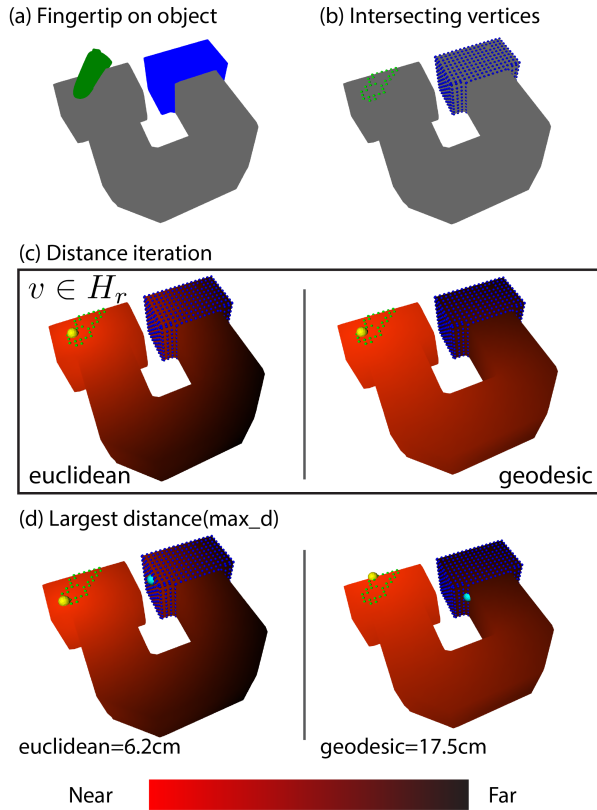 (a) Fingertip on object
(b) Intersecting vertices
(c) Distance iteration
v ∈ H_r
euclidean
geodesic
(d) Largest distance(max_d)
euclidean=6.2cm
geodesic=17.5cm
Near
Far